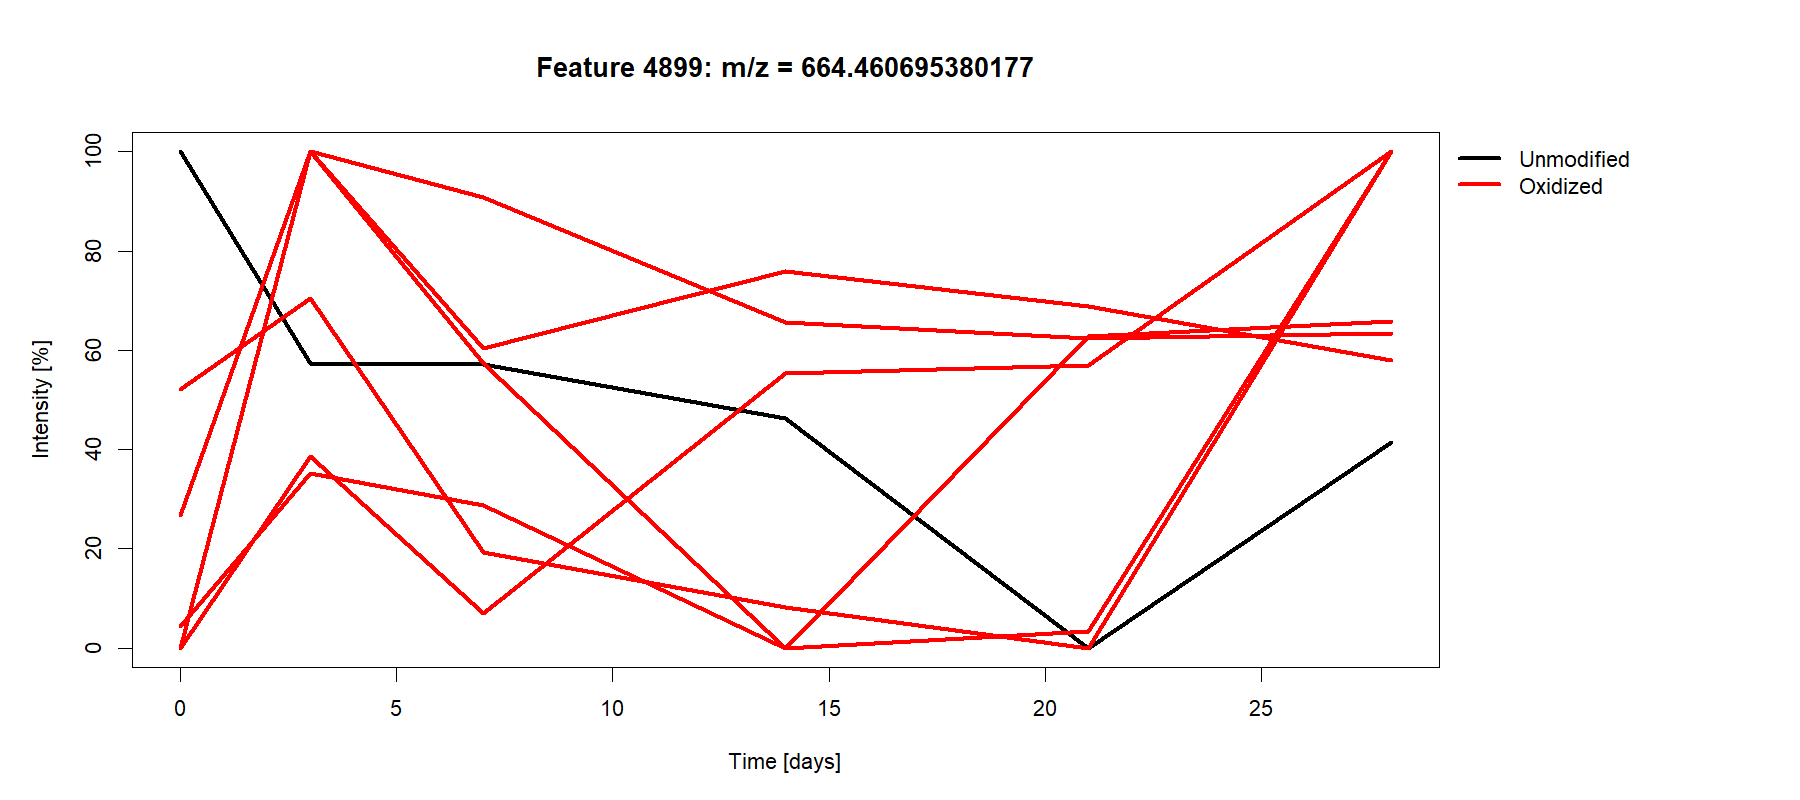 Feature 4899: m/z = 664.460695380177
Unmodified
Oxidized
Intensity [%]
100
80
60
40
20
0
0 5 10 15 20 25
Time [days]